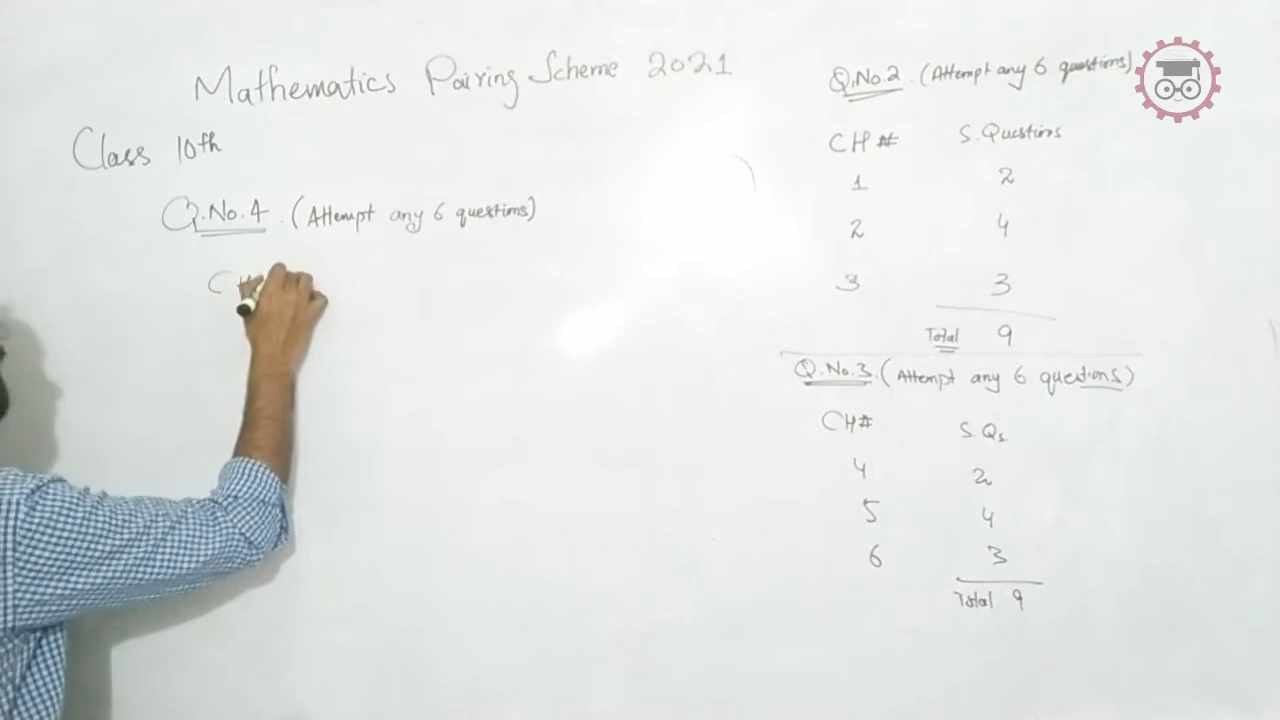 Mathematics Pairing Scheme 2021
Class 10th
Q.No.4. (Attempt any 6 questions)
CH
Q.No.2. (Attempt any 6 questions)
CH# S.Questions
1 2
2 4
3 3
Total 9
Q.No.3. (Attempt any 6 questions)
CH# S.Qs
4 2
5 4
6 3
Total 9